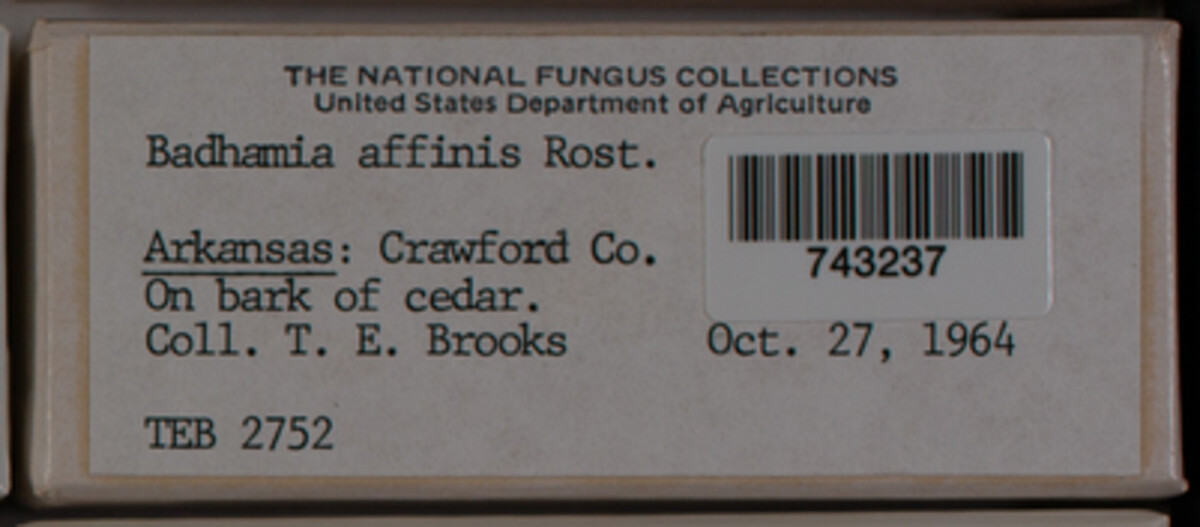 THE NATIONAL FUNGUS COLLECTIONS
United States Department of Agriculture
Badhamia affinis Rost.
743237
Arkansas: Crawford Co.
On bark of cedar.
Coll. T. E. Brooks Oct. 27, 1964
TEB 2752